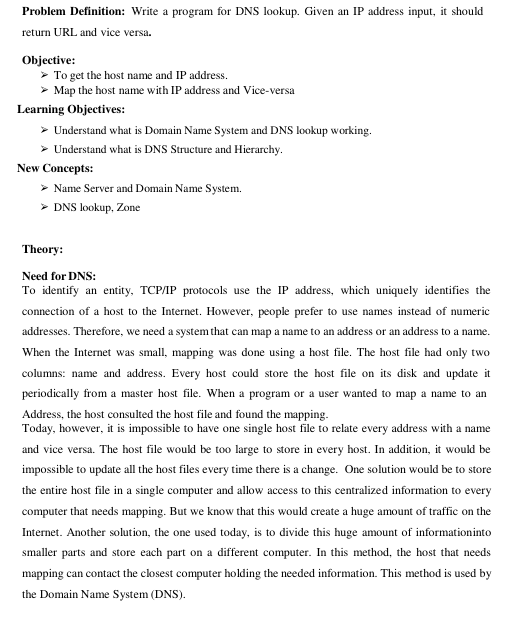 Problem Definition: Write a program for DNS lookup. Given an IP address input, it should
return URL and vice versa.
Objective:
➢ To get the host name and IP address.
➢ Map the host name with IP address and Vice-versa
Learning Objectives:
➢ Understand what is Domain Name System and DNS lookup working.
➢ Understand what is DNS Structure and Hierarchy.
New Concepts:
➢ Name Server and Domain Name System.
➢ DNS lookup, Zone
Theory:
Need for DNS:
To identify an entity, TCP/IP protocols use the IP address, which uniquely identifies the
connection of a host to the Internet. However, people prefer to use names instead of numeric
addresses. Therefore, we need a system that can map a name to an address or an address to a name.
When the Internet was small, mapping was done using a host file. The host file had only two
columns: name and address. Every host could store the host file on its disk and update it
periodically from a master host file. When a program or a user wanted to map a name to an
Address, the host consulted the host file and found the mapping.
Today, however, it is impossible to have one single host file to relate every address with a name
and vice versa. The host file would be too large to store in every host. In addition, it would be
impossible to update all the host files every time there is a change. One solution would be to store
the entire host file in a single computer and allow access to this centralized information to every
computer that needs mapping. But we know that this would create a huge amount of traffic on the
Internet. Another solution, the one used today, is to divide this huge amount of informationinto
smaller parts and store each part on a different computer. In this method, the host that needs
mapping can contact the closest computer holding the needed information. This method is used by
the Domain Name System (DNS).